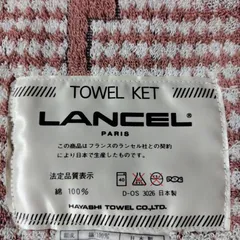 TOWEL KET
LANCEL®
PARIS
この商品はフランスのランセル社との契約
により日本で生産したものです。
法定品質表示
綿 100%
D-OS 3026 日本製
HAYASHI TOWEL CO.,LTD.